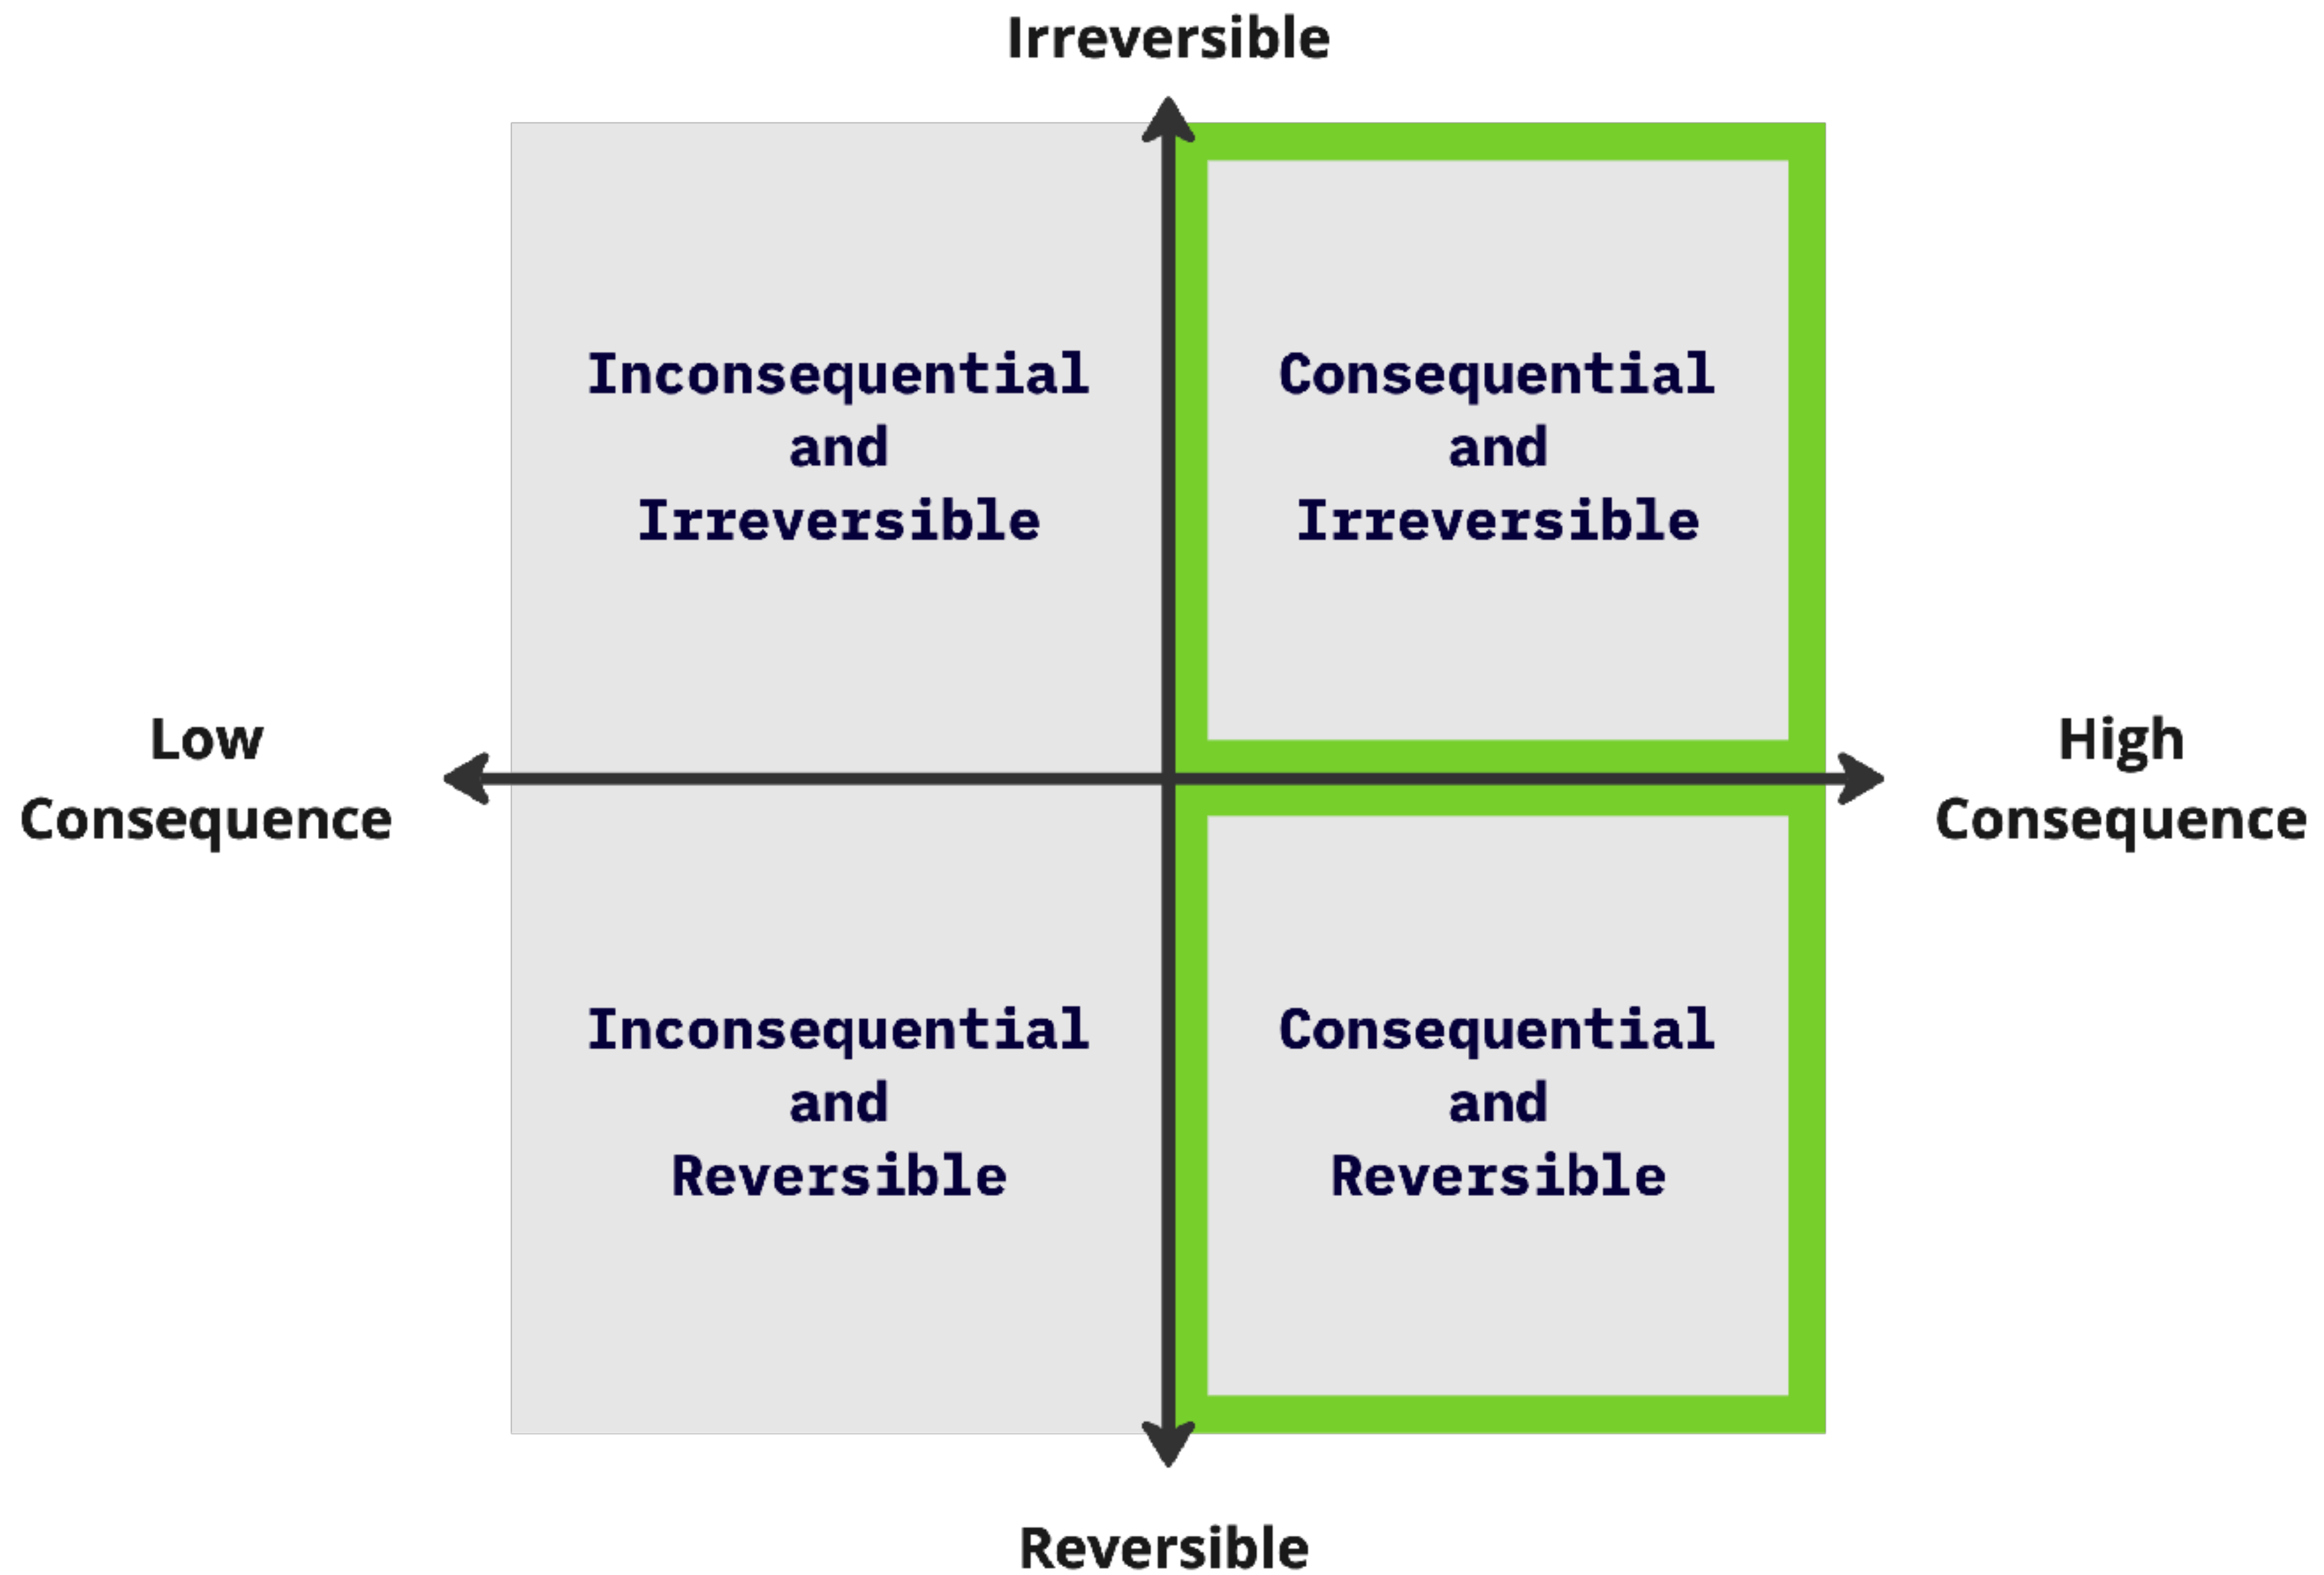 Irreversible
Inconsequential
and
Irreversible
Consequential
and
Irreversible
Low
Consequence
High
Consequence
Inconsequential
and
Reversible
Consequential
and
Reversible
Reversible